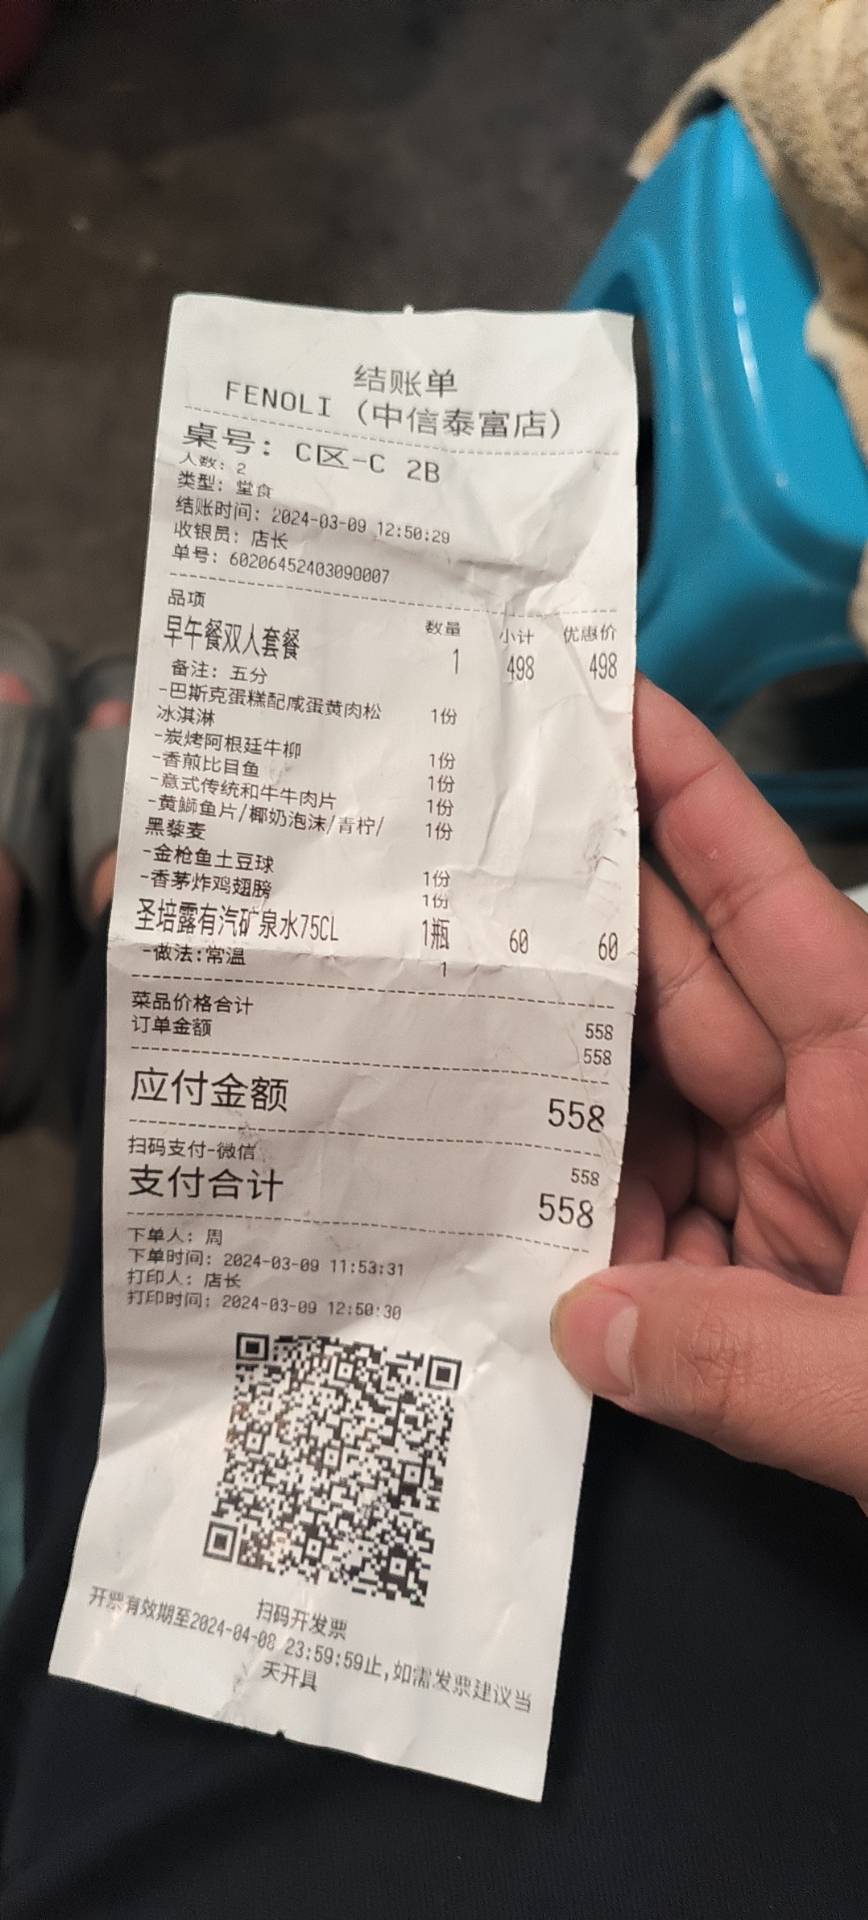 结账单
FENOLI (中信泰富店)
桌号: C区-C 2B
人数: 2
类型: 堂食
结账时间: 2024-03-09 12:50:29
收银员: 店长
单号: 60206452403090007
品项 数量 小计 优惠价
早午餐双人套餐 1 498 498
备注: 五分
-巴斯克蛋糕配咸蛋黄肉松 1份
冰淇淋
-炭烤阿根廷牛柳 1份
-香煎比目鱼 1份
-意式传统和牛牛肉片 1份
-黄鰤鱼片/椰奶泡沫/青柠/ 1份
黑藜麦
-金枪鱼土豆球 1份
-香茅炸鸡翅膀 1份
圣培露有汽矿泉水75CL 1瓶 60 60
-做法:常温 1
菜品价格合计 558
订单金额 558
应付金额 558
扫码支付-微信 558
支付合计 558
下单人: 周
下单时间: 2024-03-09 11:53:31
打印人: 店长
打印时间: 2024-03-09 12:50:30
扫码开发票
开票有效期至2024-04-08 23:59:59止,如需发票建议当
天开具